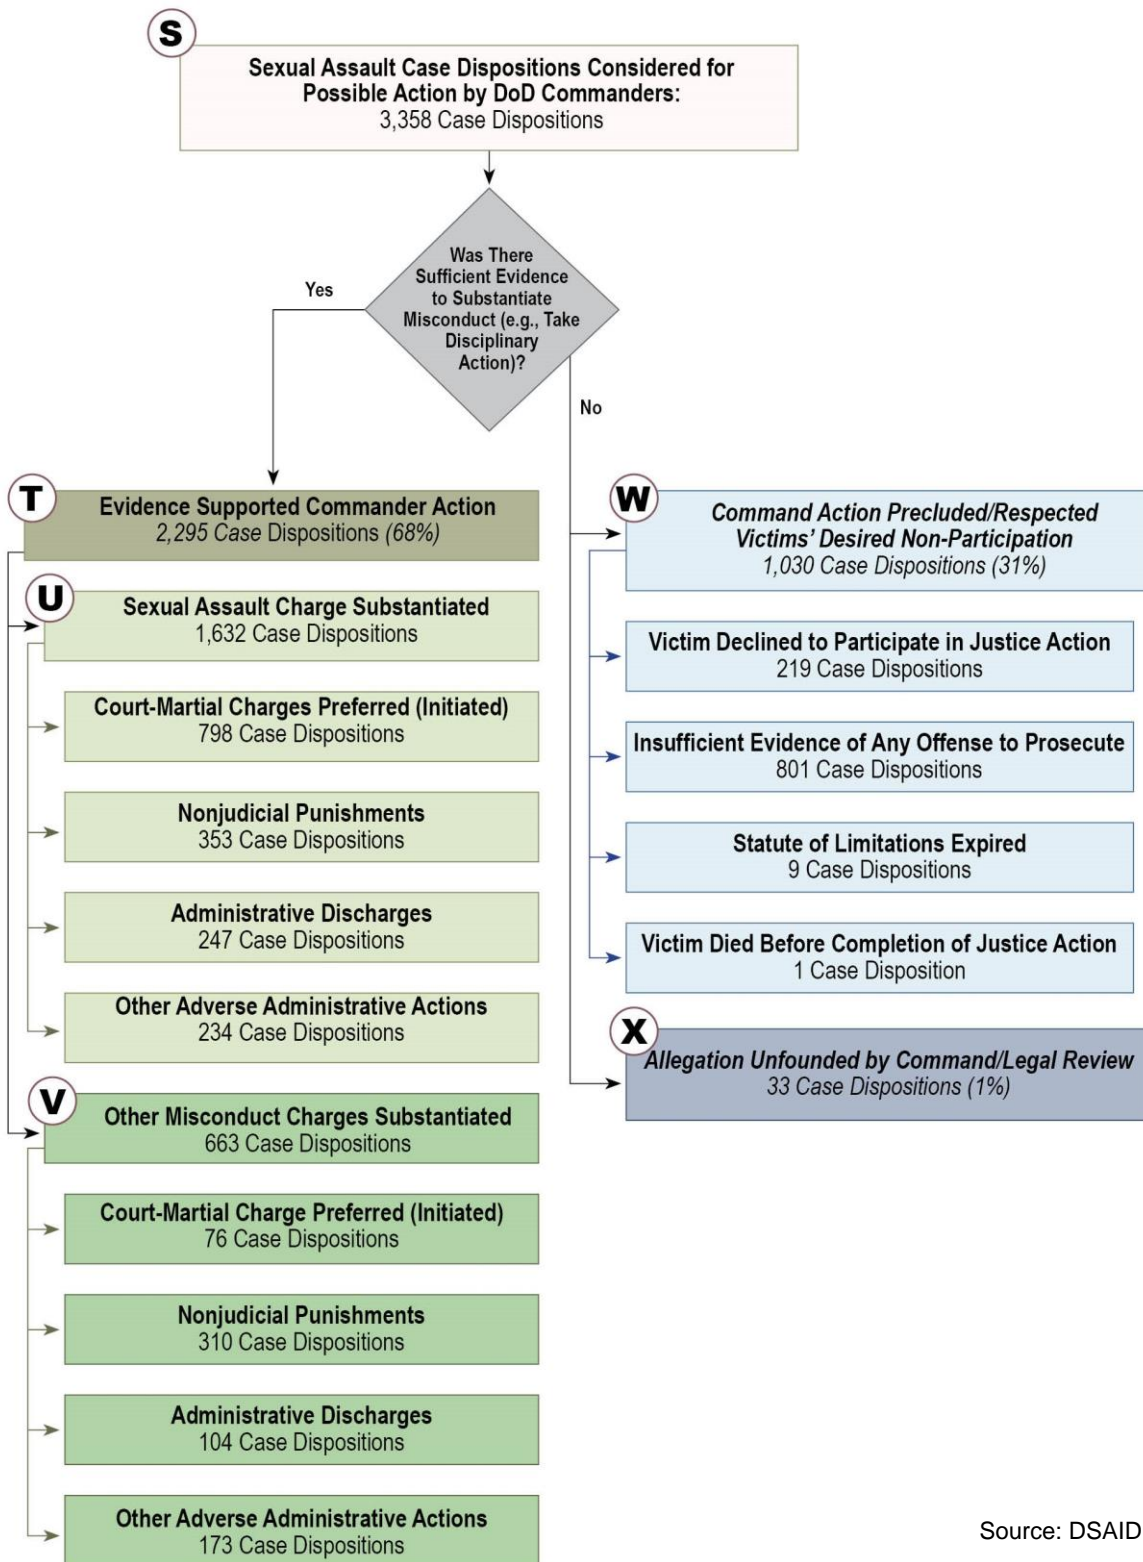 S
Sexual Assault Case Dispositions Considered for
Possible Action by DoD Commanders:
3,358 Case Dispositions
Was There
Sufficient Evidence
to Substantiate
Misconduct (e.g., Take
Disciplinary
Action)?
Yes
No
T
Evidence Supported Commander Action
2,295 Case Dispositions (68%)
U
Sexual Assault Charge Substantiated
1,632 Case Dispositions
Court-Martial Charges Preferred (Initiated)
798 Case Dispositions
Nonjudicial Punishments
353 Case Dispositions
Administrative Discharges
247 Case Dispositions
Other Adverse Administrative Actions
234 Case Dispositions
V
Other Misconduct Charges Substantiated
663 Case Dispositions
Court-Martial Charge Preferred (Initiated)
76 Case Dispositions
Nonjudicial Punishments
310 Case Dispositions
Administrative Discharges
104 Case Dispositions
Other Adverse Administrative Actions
173 Case Dispositions
W
Command Action Precluded/Respected
Victims' Desired Non-Participation
1,030 Case Dispositions (31%)
Victim Declined to Participate in Justice Action
219 Case Dispositions
Insufficient Evidence of Any Offense to Prosecute
801 Case Dispositions
Statute of Limitations Expired
9 Case Dispositions
Victim Died Before Completion of Justice Action
1 Case Disposition
X
Allegation Unfounded by Command/Legal Review
33 Case Dispositions (1%)
Source: DSAID